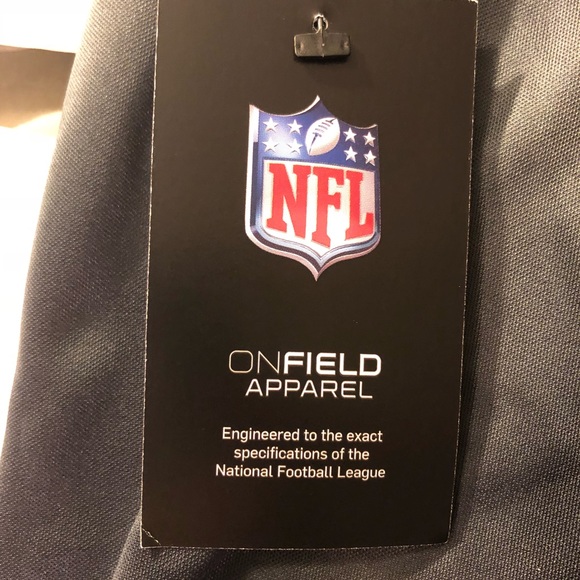 NFL
ONFIELD
APPAREL
Engineered to the exact
specifications of the
National Football League